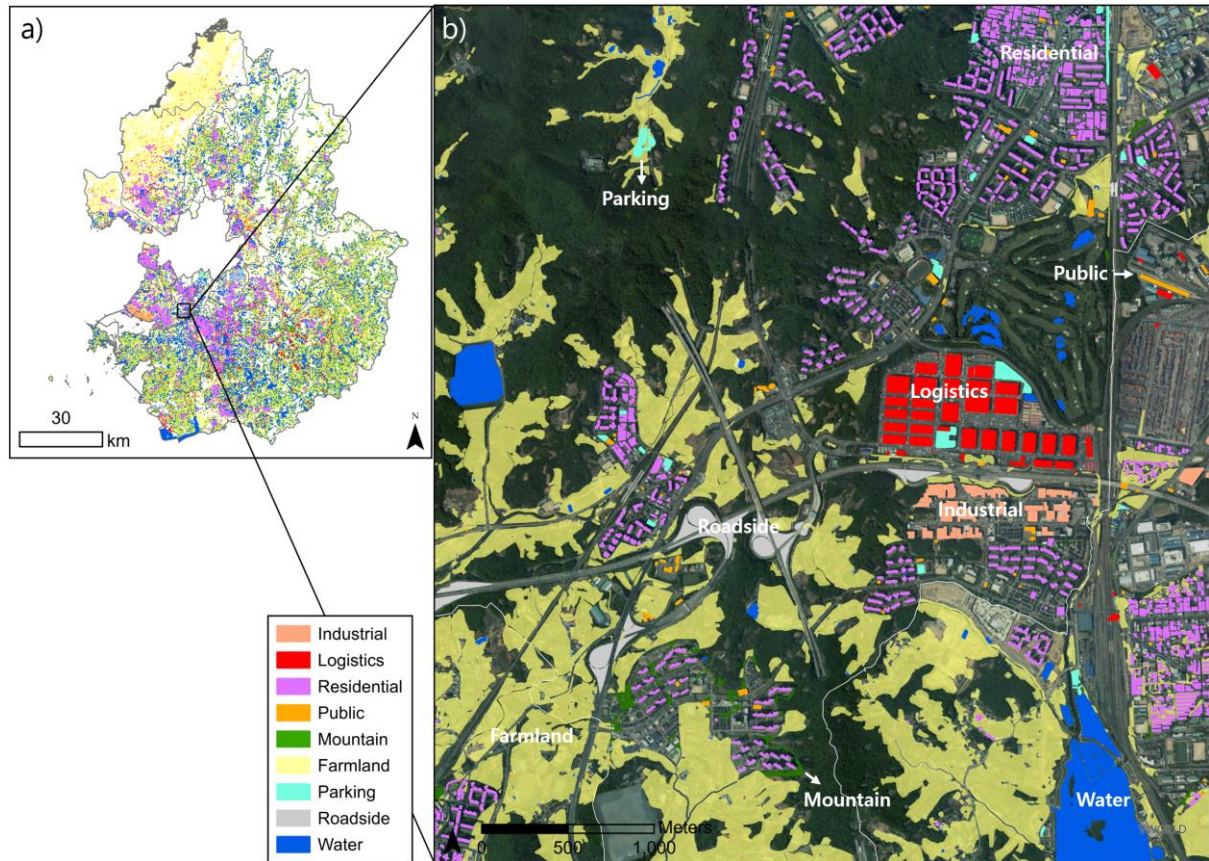 a)
N
30
km
Industrial
Logistics
Residential
Public
Mountain
Farmland
Parking
Roadside
Water
b)
Residential
Parking
Public
Logistics
Industrial
Roadside
Farmland
Mountain
Water
Meters
0 500 1,000